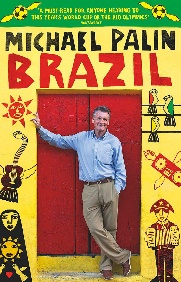 'A MUST-READ FOR ANYONE HEADING TO
THIS YEAR'S WORLD CUP OR THE RIO OLYMPICS'
MICHAEL PALIN
BRAZIL